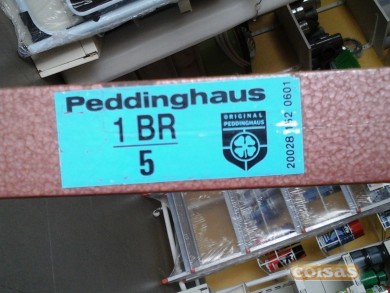 Peddinghaus
1 BR
5
ORIGINAL
PEDDINGHAUS
20028 152 0601
coisas